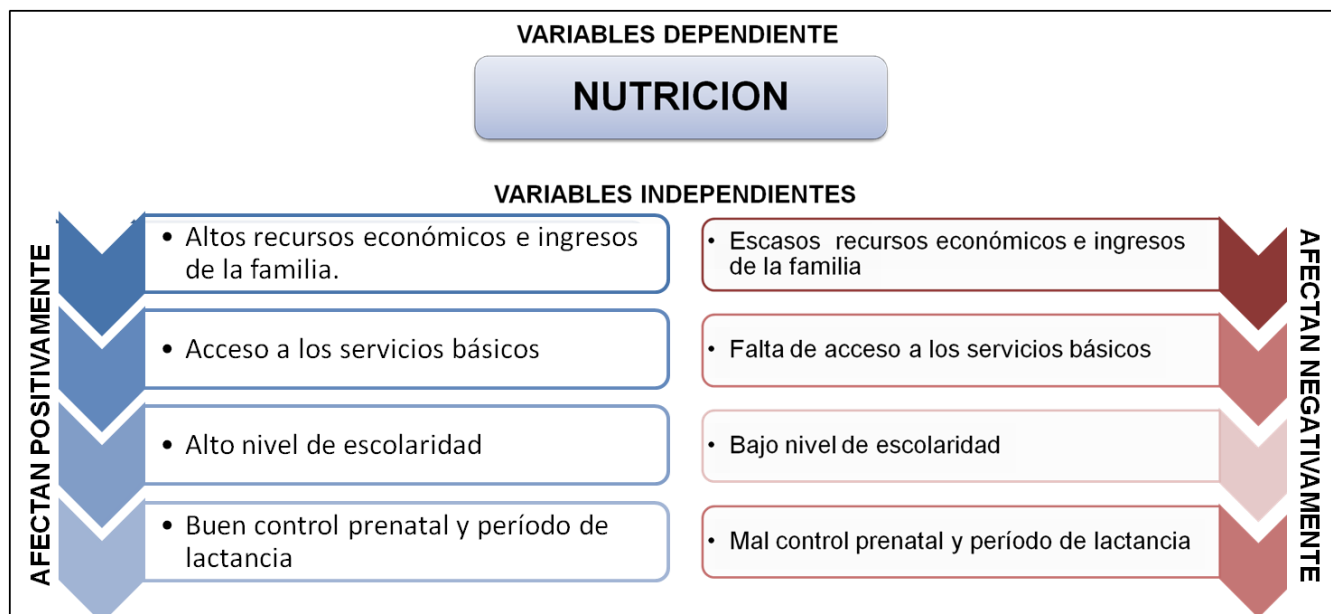 VARIABLES DEPENDIENTE
NUTRICION
VARIABLES INDEPENDIENTES
AFECTAN POSITIVAMENTE
• Altos recursos económicos e ingresos
de la familia.
• Acceso a los servicios básicos
• Alto nivel de escolaridad
• Buen control prenatal y período de
lactancia
• Escasos recursos económicos e ingresos
de la familia
• Falta de acceso a los servicios básicos
• Bajo nivel de escolaridad
• Mal control prenatal y período de lactancia
AFECTAN NEGATIVAMENTE